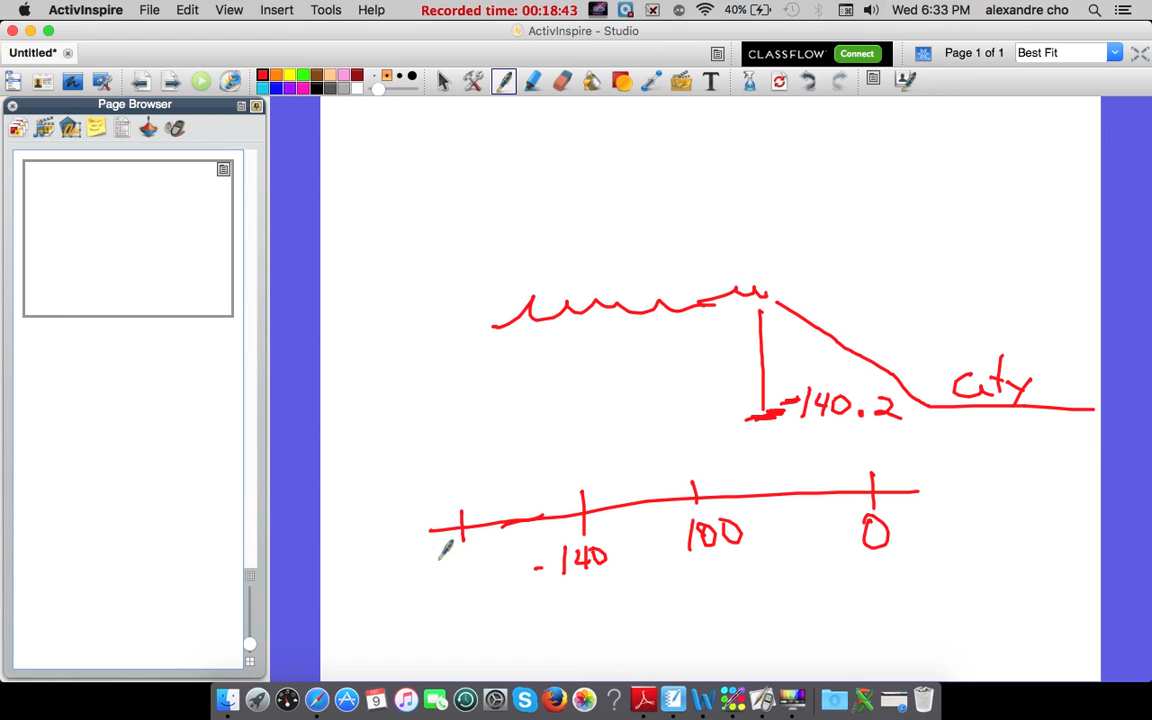 ActivInspire File Edit View Insert Tools Help Recorded time: 00:18:43 40% Wed 6:33 PM alexandre cho
ActivInspire - Studio
Untitled* CLASSFLOW Connect Page 1 of 1 Best Fit
Page Browser
City
-140.2
-140 100 0
9